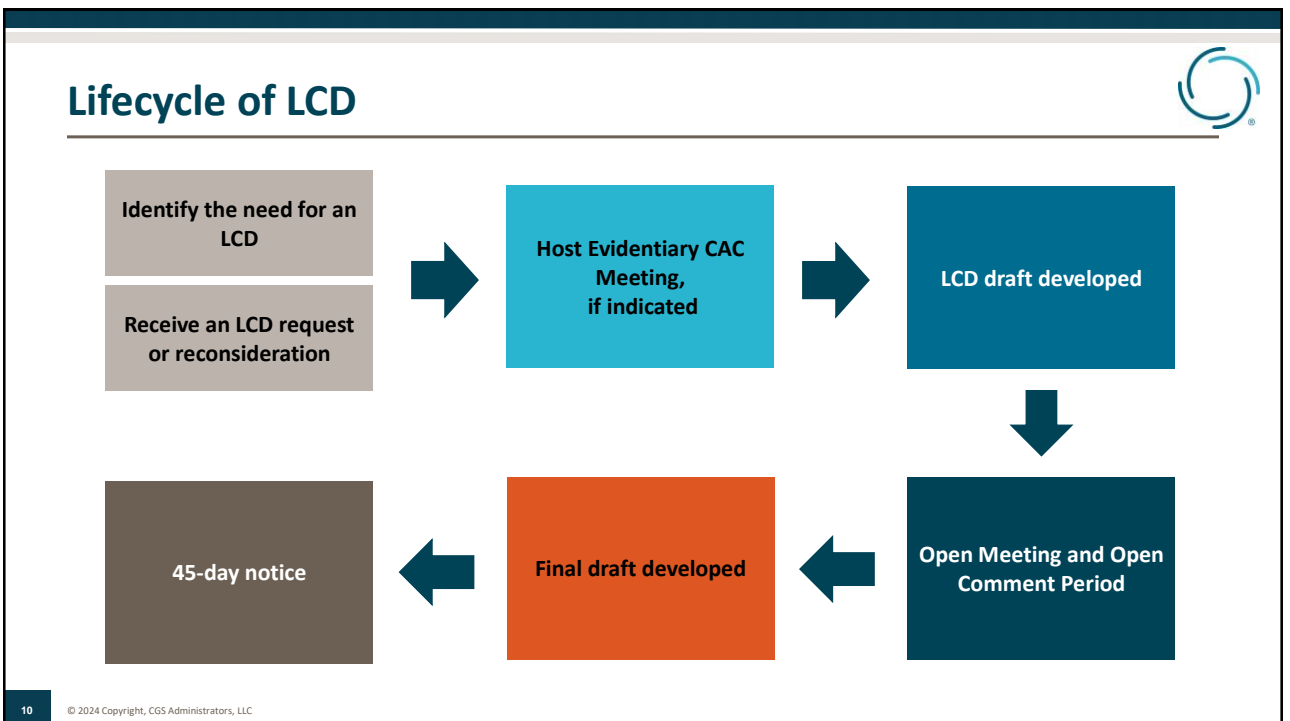 Lifecycle of LCD
®
Identify the need for an
LCD
Receive an LCD request
or reconsideration
Host Evidentiary CAC
Meeting,
if indicated
LCD draft developed
Open Meeting and Open
Comment Period
Final draft developed
45-day notice
10
© 2024 Copyright, CGS Administrators, LLC